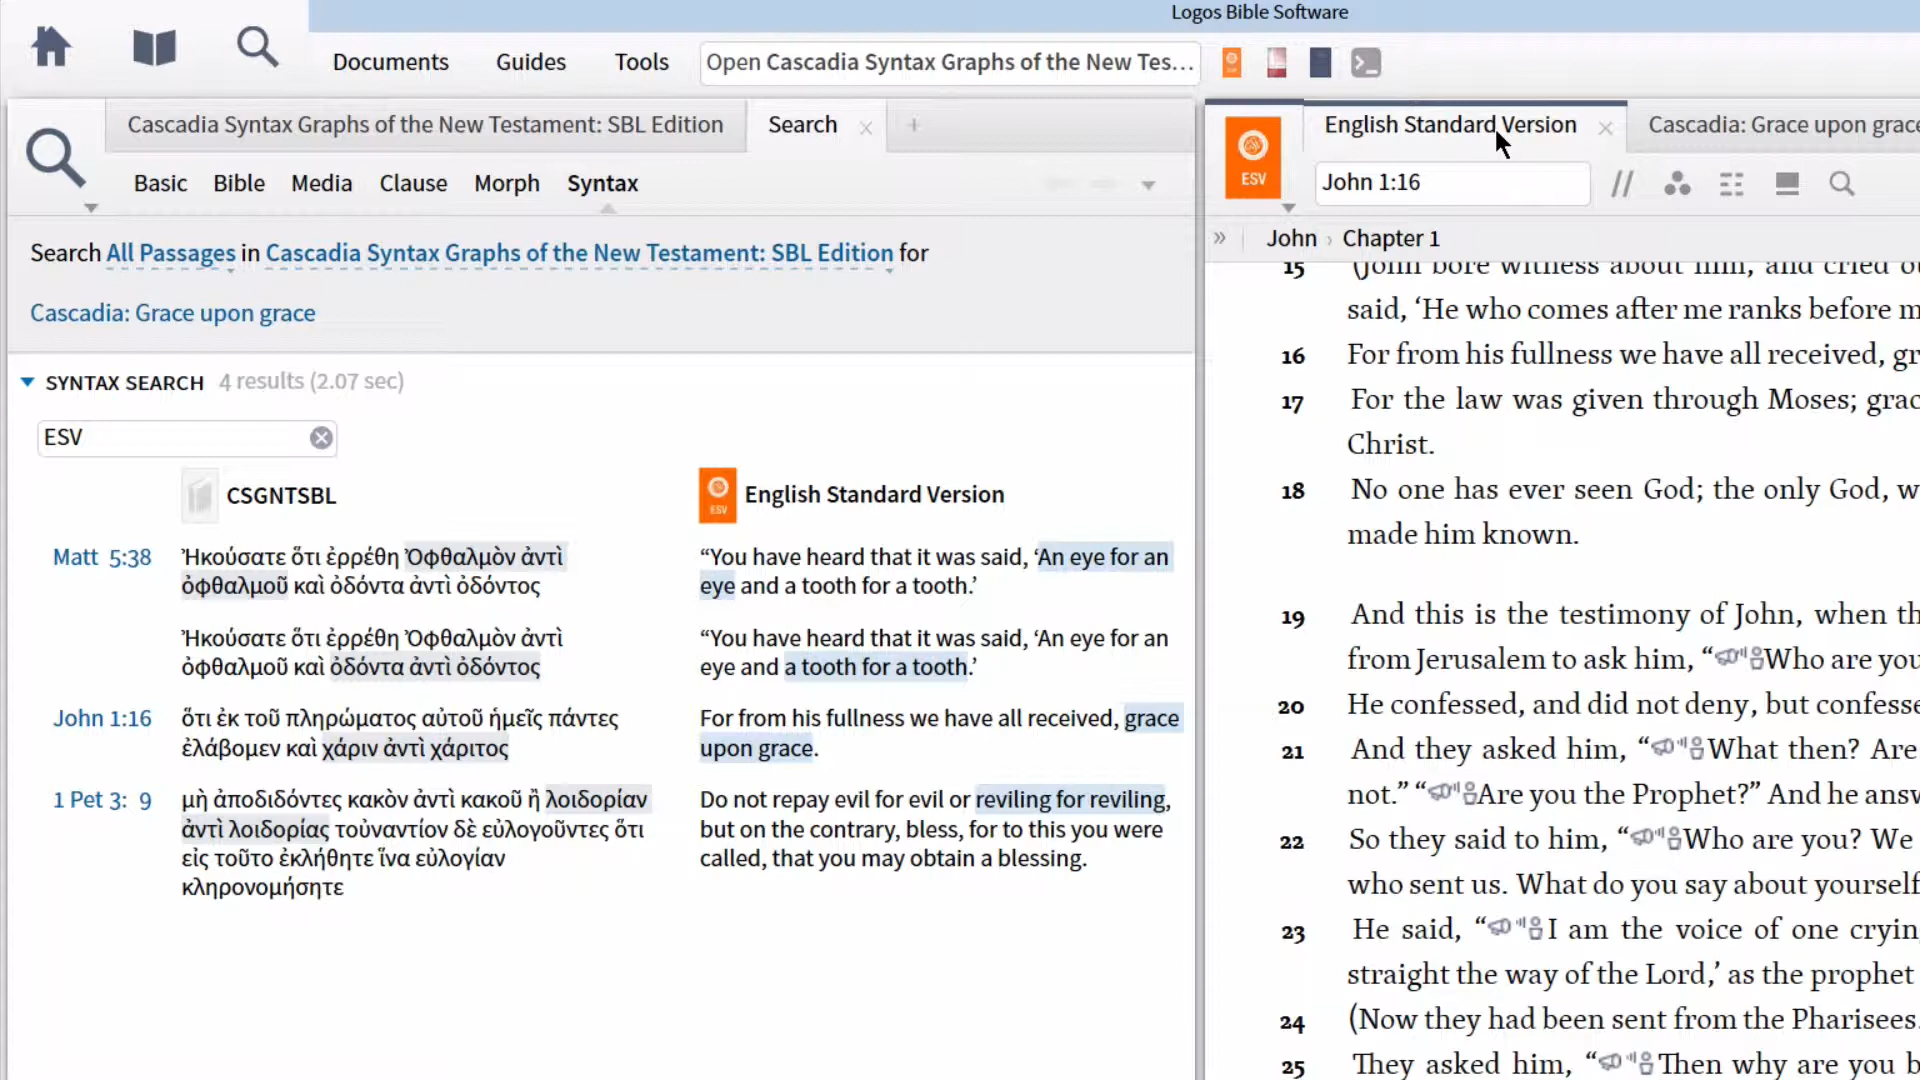 Logos Bible Software
Documents Guides Tools Open Cascadia Syntax Graphs of the New Tes…
Cascadia Syntax Graphs of the New Testament: SBL Edition Search
Basic Bible Media Clause Morph Syntax
Search All Passages in Cascadia Syntax Graphs of the New Testament: SBL Edition for
Cascadia: Grace upon grace
SYNTAX SEARCH 4 results (2.07 sec)
ESV
CSGNTSBL English Standard Version
Matt 5:38
Ἠκούσατε ὅτι ἐρρέθη Ὀφθαλμὸν ἀντὶ
ὀφθαλμοῦ καὶ ὀδόντα ἀντὶ ὀδόντος
“You have heard that it was said, ‘An eye for an
eye and a tooth for a tooth.’
Ἠκούσατε ὅτι ἐρρέθη Ὀφθαλμὸν ἀντὶ
ὀφθαλμοῦ καὶ ὀδόντα ἀντὶ ὀδόντος
“You have heard that it was said, ‘An eye for an
eye and a tooth for a tooth.’
John 1:16
ὅτι ἐκ τοῦ πληρώματος αὐτοῦ ἡμεῖς πάντες
ἐλάβομεν καὶ χάριν ἀντὶ χάριτος
For from his fullness we have all received, grace
upon grace.
1 Pet 3: 9
μὴ ἀποδιδόντες κακὸν ἀντὶ κακοῦ ἢ λοιδορίαν
ἀντὶ λοιδορίας τοὐναντίον δὲ εὐλογοῦντες ὅτι
εἰς τοῦτο ἐκλήθητε ἵνα εὐλογίαν
κληρονομήσητε
Do not repay evil for evil or reviling for reviling,
but on the contrary, bless, for to this you were
called, that you may obtain a blessing.
ESV
English Standard Version Cascadia: Grace upon grace
John 1:16
John › Chapter 1
15 (John bore witness about him, and cried
said, ‘He who comes after me ranks before
16 For from his fullness we have all received,
17 For the law was given through Moses;
Christ.
18 No one has ever seen God; the only God,
made him known.
19 And this is the testimony of John, when
from Jerusalem to ask him, “Who are you
20 He confessed, and did not deny, but
21 And they asked him, “What then? Are
not.” “Are you the Prophet?” And he
22 So they said to him, “Who are you? We
who sent us. What do you say about yourself
23 He said, “I am the voice of one
straight the way of the Lord,’ as the prophet
24 (Now they had been sent from the Pharisees.
25 They asked him, “Then why are you